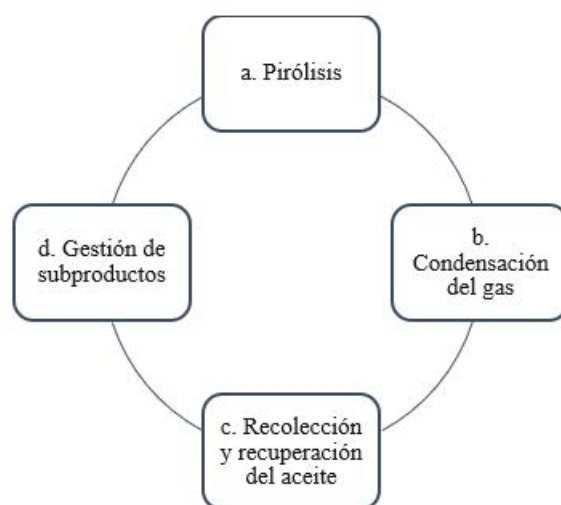 a. Pirólisis
b.
Condensación
del gas
c. Recolección
y recuperación
del aceite
d. Gestión de
subproductos